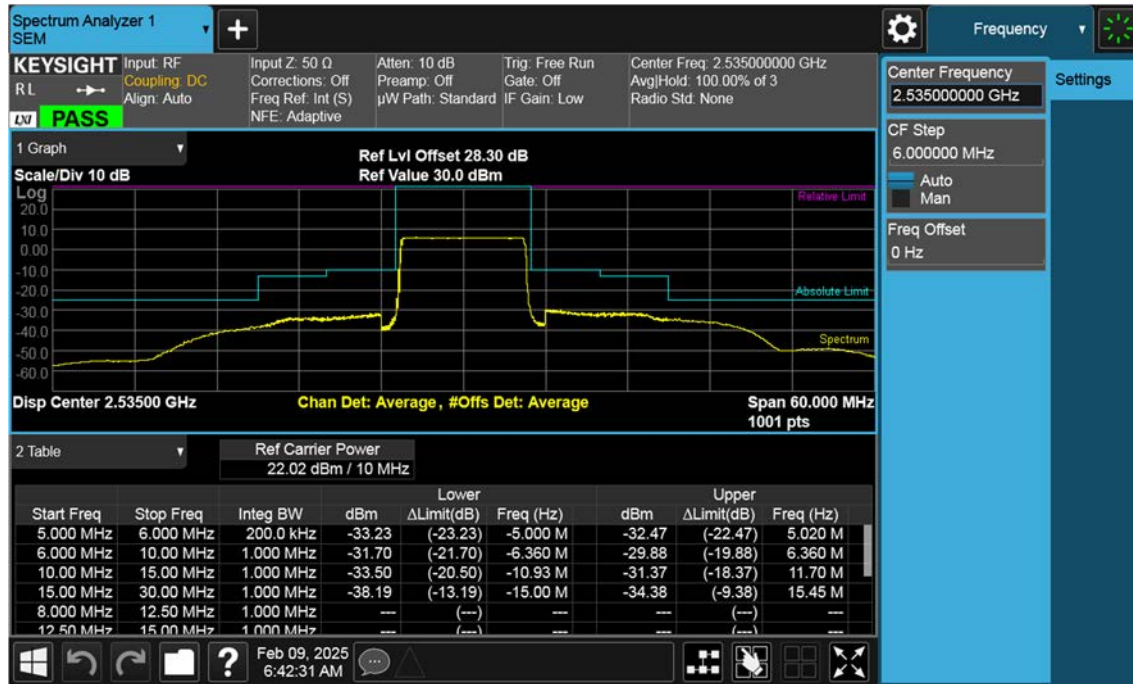 Spectrum Analyzer 1
SEM
Frequency
KEYSIGHT
Input: RF
Coupling: DC
Align: Auto
Input Z: 50 Ω
Corrections: Off
Freq Ref: Int (S)
NFE: Adaptive
Atten: 10 dB
Preamp: Off
µW Path: Standard
Trig: Free Run
Gate: Off
IF Gain: Low
Center Freq: 2.535000000 GHz
Avg|Hold: 100.00% of 3
Radio Std: None
R L
LXI PASS
Center Frequency
2.535000000 GHz
Settings
CF Step
6.000000 MHz
Auto
Man
Freq Offset
0 Hz
1 Graph
Ref Lvl Offset 28.30 dB
Scale/Div 10 dB
Ref Value 30.0 dBm
Log
Relative Limit
20.0
10.0
0.00
-10.0
-20.0
Absolute Limit
-30.0
-40.0
Spectrum
-50.0
-60.0
Disp Center 2.53500 GHz
Chan Det: Average, #Offs Det: Average
Span 60.000 MHz
1001 pts
2 Table
Ref Carrier Power
22.02 dBm / 10 MHz
Lower Upper
Start Freq Stop Freq Integ BW dBm ΔLimit(dB) Freq (Hz) dBm ΔLimit(dB) Freq (Hz)
5.000 MHz 6.000 MHz 200.0 kHz -33.23 (-23.23) -5.000 M -32.47 (-22.47) 5.020 M
6.000 MHz 10.00 MHz 1.000 MHz -31.70 (-21.70) -6.360 M -29.88 (-19.88) 6.360 M
10.00 MHz 15.00 MHz 1.000 MHz -33.50 (-20.50) -10.93 M -31.37 (-18.37) 11.70 M
15.00 MHz 30.00 MHz 1.000 MHz -38.19 (-13.19) -15.00 M -34.38 (-9.38) 15.45 M
8.000 MHz 12.50 MHz 1.000 MHz --- (---) --- --- (---) ---
12.50 MHz 15.00 MHz 1.000 MHz --- (---) --- --- (---) ---
Feb 09, 2025
6:42:31 AM